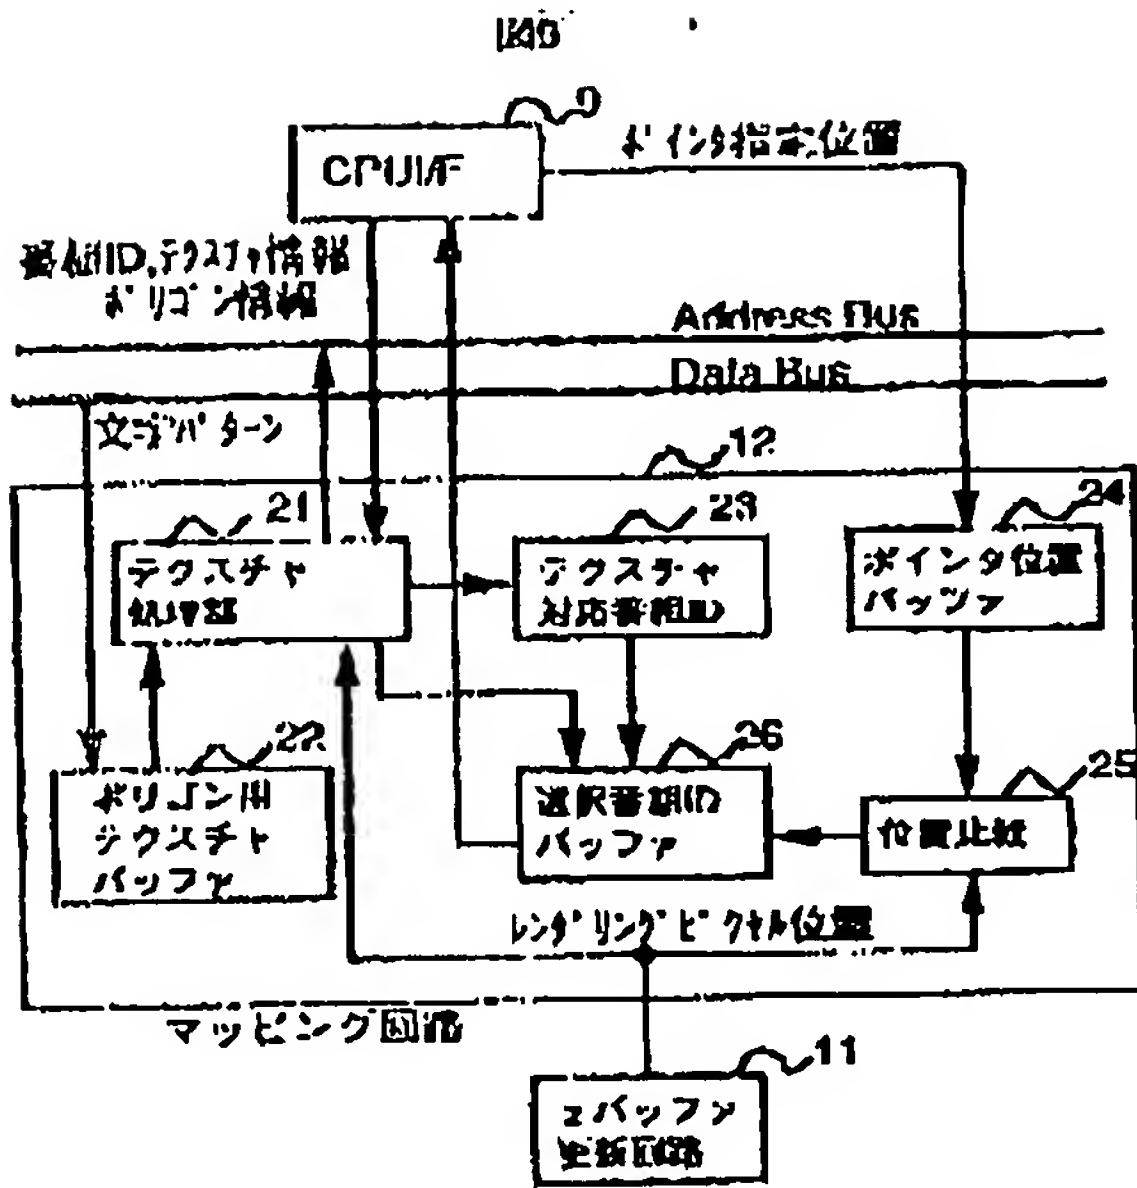 9
CPUI/F
ポインタ指定位置
番組ID,テクスチャ情報
ポリゴン情報
Address Bus
Data Bus
文字パターン
12
21
テクスチャ
処理部
23
テクスチャ
対応番組ID
24
ポインタ位置
バッファ
22
ポリゴン用
テクスチャ
バッファ
26
選択番組ID
バッファ
25
位置比較
レンダリングピクセル位置
マッピング回路
11
zバッファ
更新回路